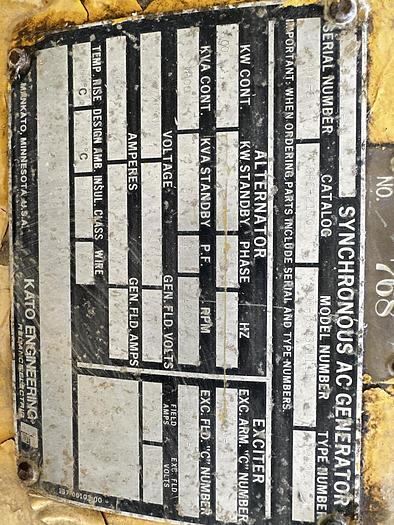 SYNCHRONOUS AC GENERATOR
SERIAL NUMBER CATALOG MODEL NUMBER TYPE NUMBER
IMPORTANT: WHEN ORDERING PARTS INCLUDE SERIAL AND TYPE NUMBERS.
ALTERNATOR EXCITER
KW CONT. KW STANDBY PHASE HZ EXC. ARM. "C" NUMBER
KVA CONT. KVA STANDBY P.F. RPM EXC. FLD. "C" NUMBER
VOLTAGE GEN. FLD. VOLTS FIELD AMPS EXC. FLD. VOLTS
AMPERES GEN. FLD. AMPS
TEMP. RISE DESIGN AMB. INSUL. CLASS WIRE
C C
KATO ENGINEERING
RELIANCE ELECTRIC
MANKATO, MINNESOTA U.S.A.
NO. 768